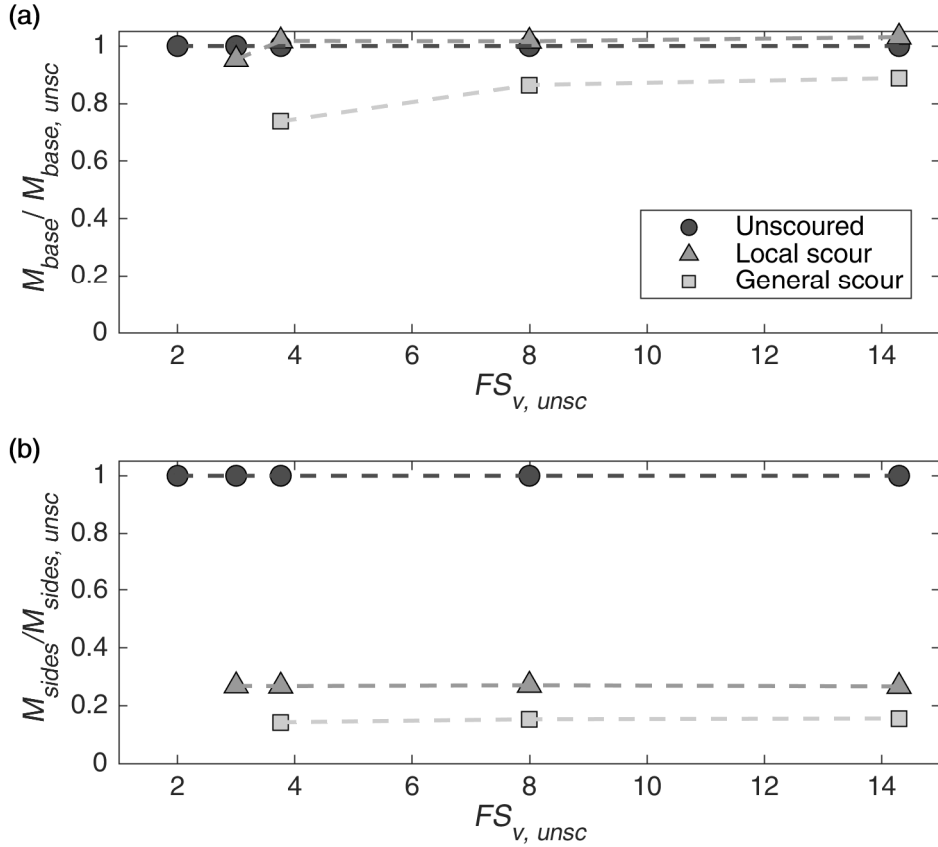 (a)
1
0.8
0.6
0.4
0.2
0
M_base / M_base, unsc
Unscoured
Local scour
General scour
2 4 6 8 10 12 14
FS_v, unsc
(b)
1
0.8
0.6
0.4
0.2
0
M_sides/M_sides, unsc
2 4 6 8 10 12 14
FS_v, unsc